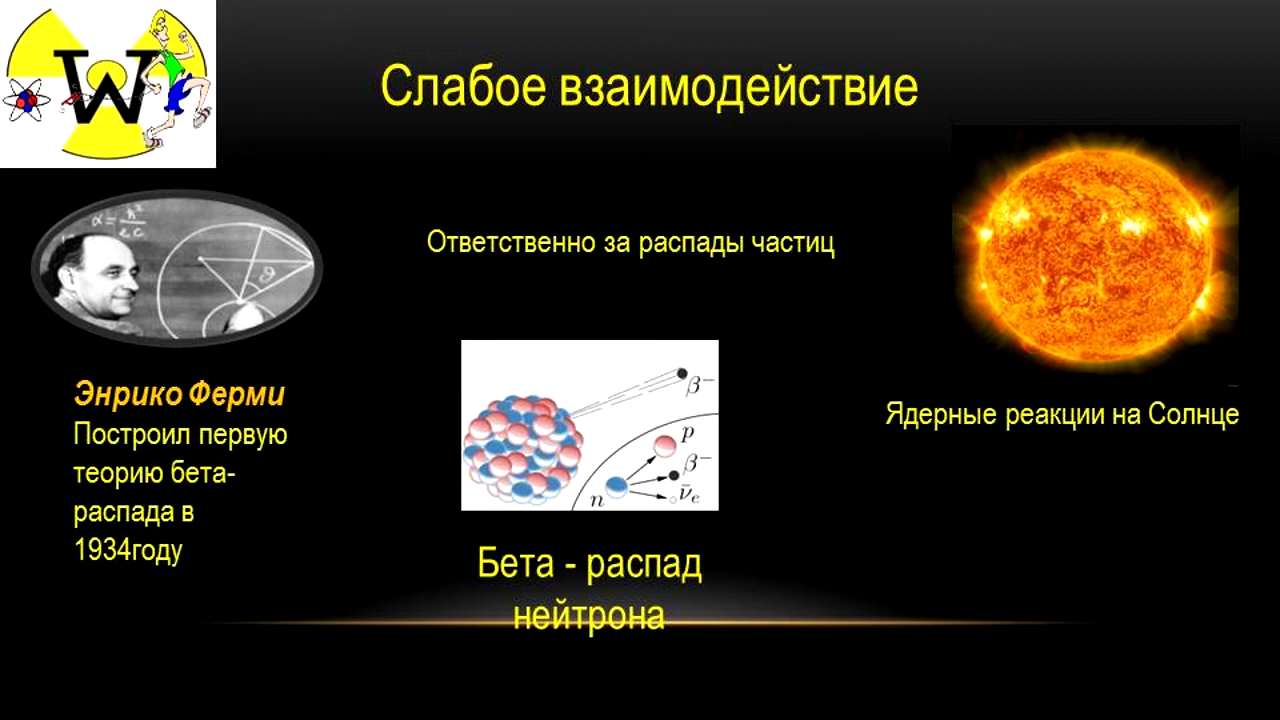 W
Слабое взаимодействие
α = ħ² / e c
ϑ
Ответственно за распады частиц
Энрико Ферми
Построил первую
теорию бета-
распада в
1934году
β⁻
p
β⁻
n
ν̄ₑ
Бета - распад
нейтрона
Ядерные реакции на Солнце